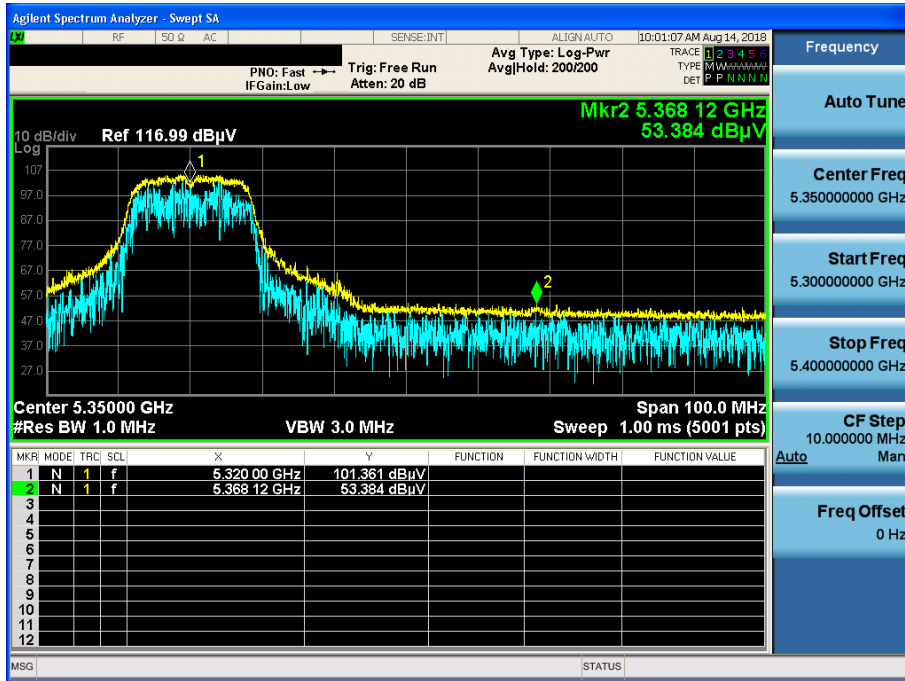 Agilent Spectrum Analyzer - Swept SA
LXI RF 50 Ω AC SENSE:INT ALIGN AUTO 10:01:07 AM Aug 14, 2018
PNO: Fast
IFGain:Low
Trig: Free Run
Atten: 20 dB
Avg Type: Log-Pwr
Avg|Hold: 200/200
TRACE 1 2 3 4 5 6
TYPE M W W W W W
DET P P N N N N
Mkr2 5.368 12 GHz
53.384 dBµV
10 dB/div Ref 116.99 dBµV
Log
107
97.0
87.0
77.0
67.0
57.0
47.0
37.0
27.0
1
2
Center 5.35000 GHz Span 100.0 MHz
#Res BW 1.0 MHz VBW 3.0 MHz Sweep 1.00 ms (5001 pts)
MKR MODE TRC SCL X Y FUNCTION FUNCTION WIDTH FUNCTION VALUE
1 N 1 f 5.320 00 GHz 101.361 dBµV
2 N 1 f 5.368 12 GHz 53.384 dBµV
3
4
5
6
7
8
9
10
11
12
MSG STATUS
Frequency
Auto Tune
Center Freq
5.350000000 GHz
Start Freq
5.300000000 GHz
Stop Freq
5.400000000 GHz
CF Step
10.000000 MHz
Auto Man
Freq Offset
0 Hz